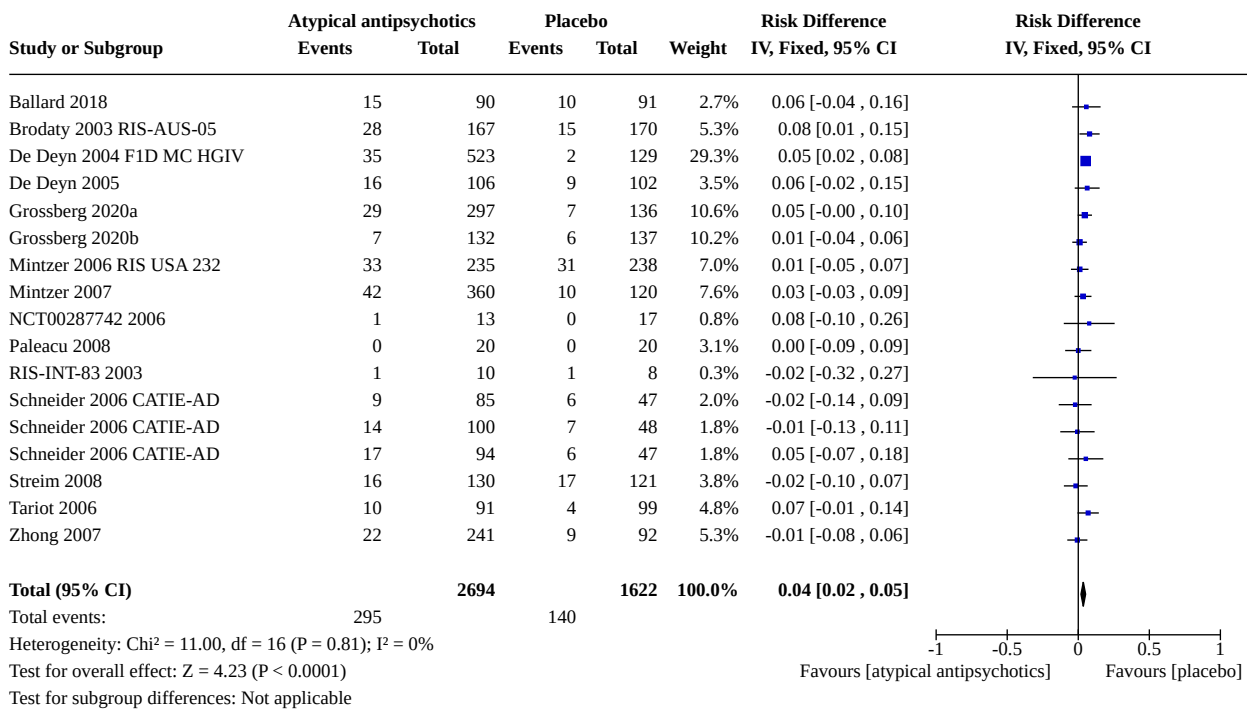 Atypical antipsychotics Placebo Risk Difference Risk Difference
Study or Subgroup Events Total Events Total Weight IV, Fixed, 95% CI IV, Fixed, 95% CI
Ballard 2018 15 90 10 91 2.7% 0.06 [-0.04 , 0.16]
Brodaty 2003 RIS-AUS-05 28 167 15 170 5.3% 0.08 [0.01 , 0.15]
De Deyn 2004 F1D MC HGIV 35 523 2 129 29.3% 0.05 [0.02 , 0.08]
De Deyn 2005 16 106 9 102 3.5% 0.06 [-0.02 , 0.15]
Grossberg 2020a 29 297 7 136 10.6% 0.05 [-0.00 , 0.10]
Grossberg 2020b 7 132 6 137 10.2% 0.01 [-0.04 , 0.06]
Mintzer 2006 RIS USA 232 33 235 31 238 7.0% 0.01 [-0.05 , 0.07]
Mintzer 2007 42 360 10 120 7.6% 0.03 [-0.03 , 0.09]
NCT00287742 2006 1 13 0 17 0.8% 0.08 [-0.10 , 0.26]
Paleacu 2008 0 20 0 20 3.1% 0.00 [-0.09 , 0.09]
RIS-INT-83 2003 1 10 1 8 0.3% -0.02 [-0.32 , 0.27]
Schneider 2006 CATIE-AD 9 85 6 47 2.0% -0.02 [-0.14 , 0.09]
Schneider 2006 CATIE-AD 14 100 7 48 1.8% -0.01 [-0.13 , 0.11]
Schneider 2006 CATIE-AD 17 94 6 47 1.8% 0.05 [-0.07 , 0.18]
Streim 2008 16 130 17 121 3.8% -0.02 [-0.10 , 0.07]
Tariot 2006 10 91 4 99 4.8% 0.07 [-0.01 , 0.14]
Zhong 2007 22 241 9 92 5.3% -0.01 [-0.08 , 0.06]
Total (95% CI) 2694 1622 100.0% 0.04 [0.02 , 0.05]
Total events: 295 140
Heterogeneity: Chi² = 11.00, df = 16 (P = 0.81); I² = 0%
-1 -0.5 0 0.5 1
Test for overall effect: Z = 4.23 (P < 0.0001)
Favours [atypical antipsychotics] Favours [placebo]
Test for subgroup differences: Not applicable